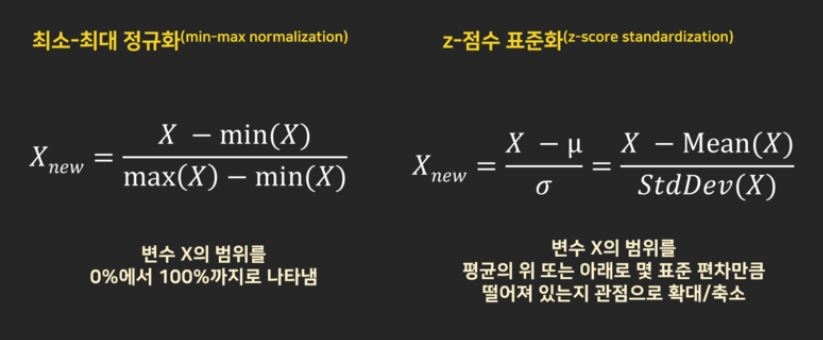 최소-최대 정규화(min-max normalization)
X_new = (X - min(X)) / (max(X) - min(X))
변수 X의 범위를
0%에서 100%까지로 나타냄
z-점수 표준화(z-score standardization)
X_new = (X - μ) / σ = (X - Mean(X)) / StdDev(X)
변수 X의 범위를
평균의 위 또는 아래로 몇 표준 편차만큼
떨어져 있는지 관점으로 확대/축소